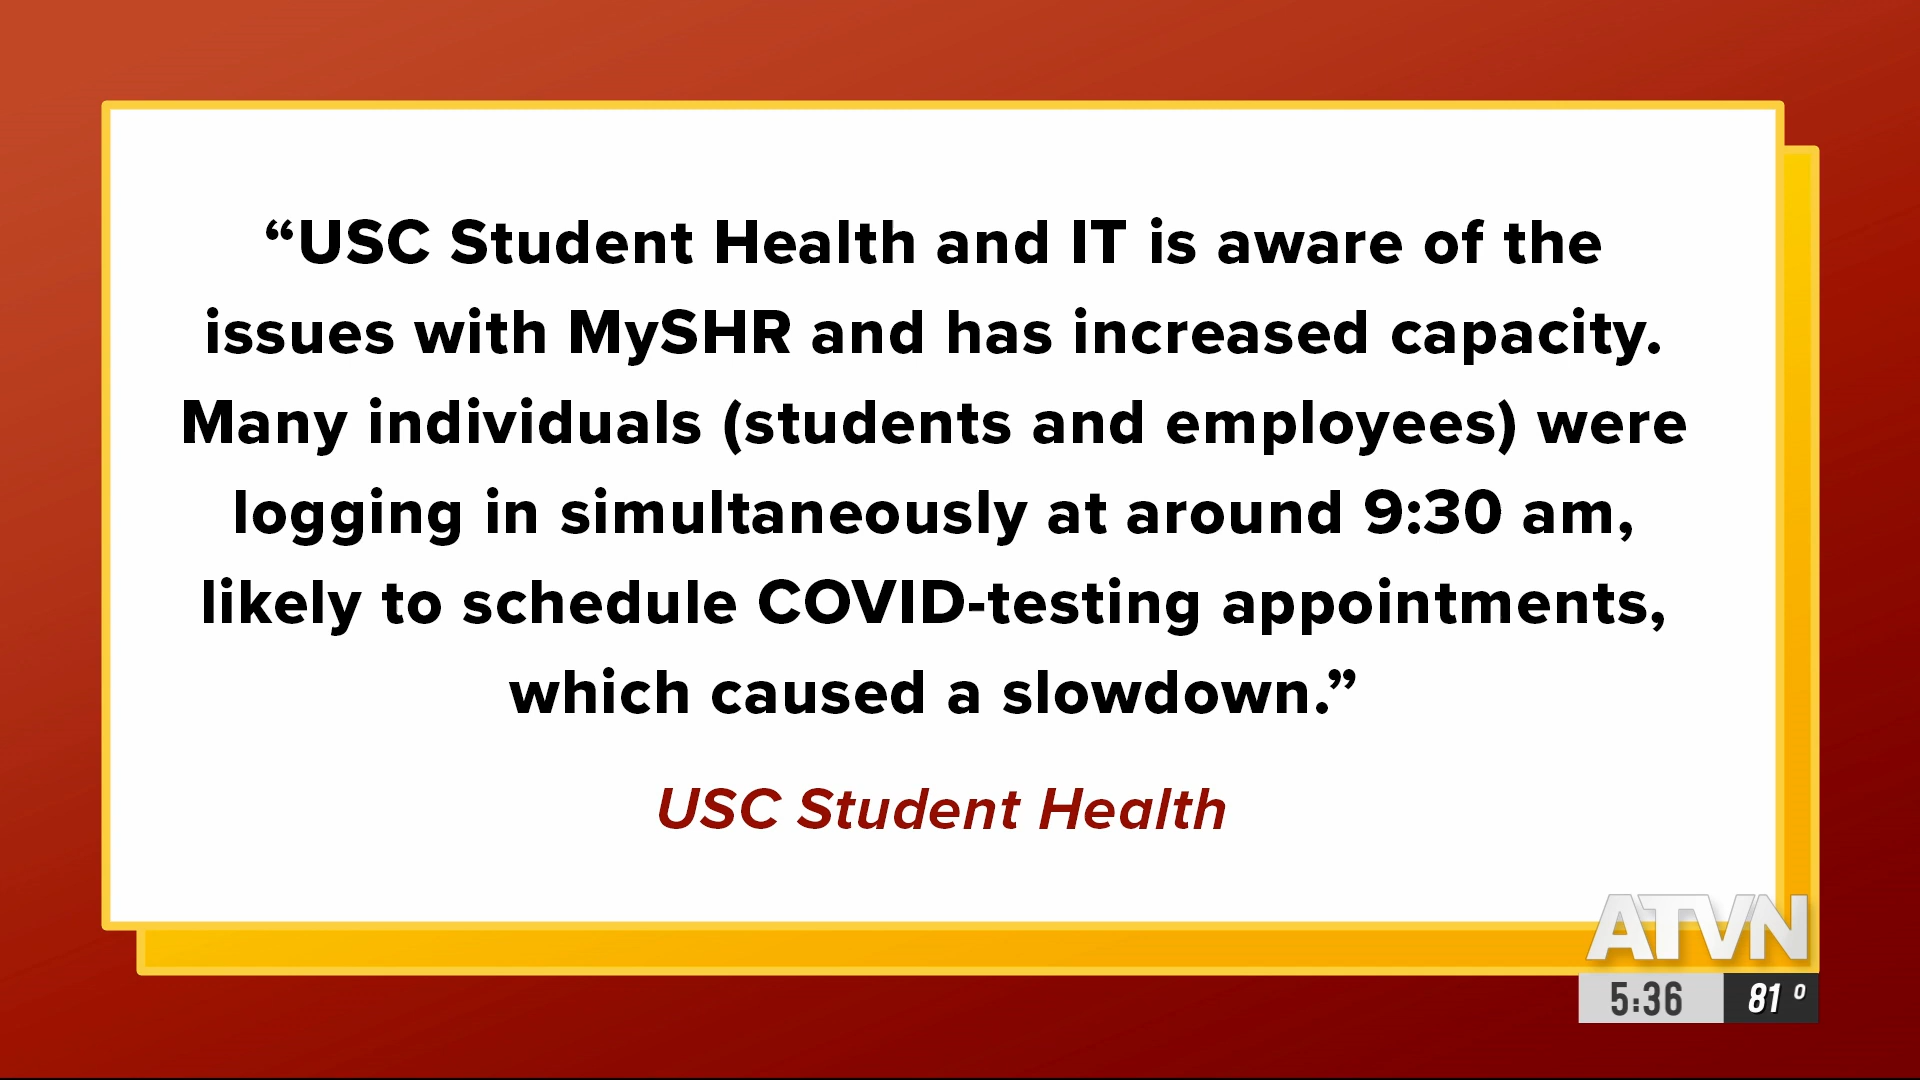 “USC Student Health and IT is aware of the
issues with MySHR and has increased capacity.
Many individuals (students and employees) were
logging in simultaneously at around 9:30 am,
likely to schedule COVID-testing appointments,
which caused a slowdown.”
USC Student Health
ATVN
5:36 81°